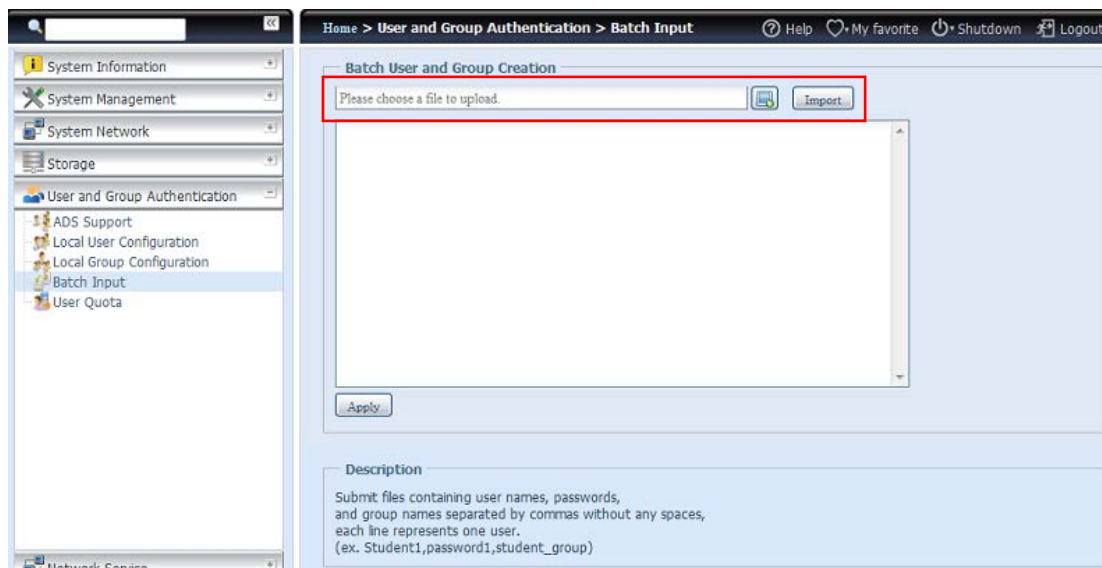 Home > User and Group Authentication > Batch Input
Help
My favorite
Shutdown
Logout
System Information
System Management
System Network
Storage
User and Group Authentication
ADS Support
Local User Configuration
Local Group Configuration
Batch Input
User Quota
Network Service
Batch User and Group Creation
Please choose a file to upload.
Import
Apply
Description
Submit files containing user names, passwords,
and group names separated by commas without any spaces,
each line represents one user.
(ex. Student1,password1,student_group)